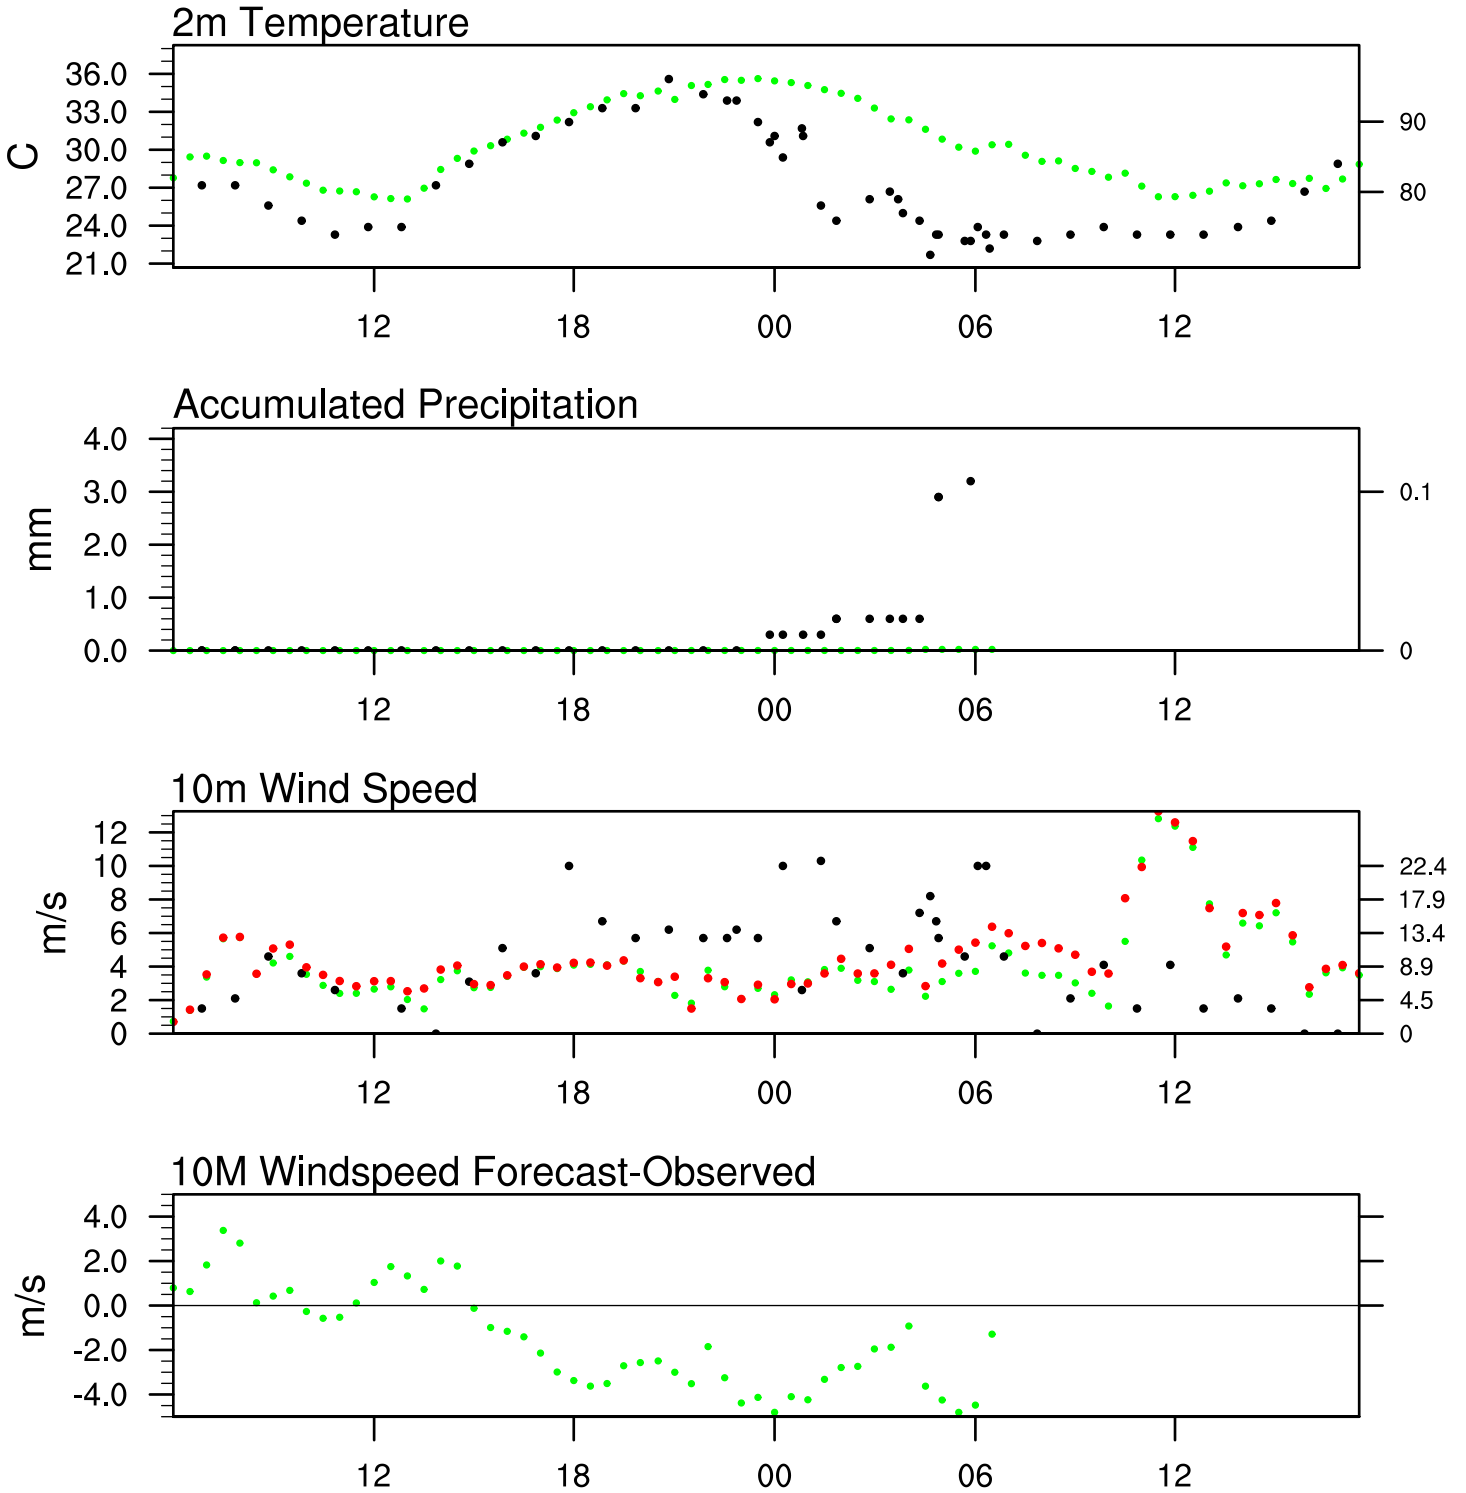 2m Temperature
36.0
33.0
30.0
27.0
24.0
21.0
C
90
80
12 18 00 06 12
Accumulated Precipitation
4.0
3.0
2.0
1.0
0.0
mm
0.1
0
12 18 00 06 12
10m Wind Speed
12
10
8
6
4
2
0
m/s
22.4
17.9
13.4
8.9
4.5
0
12 18 00 06 12
10M Windspeed Forecast-Observed
4.0
2.0
0.0
-2.0
-4.0
m/s
12 18 00 06 12